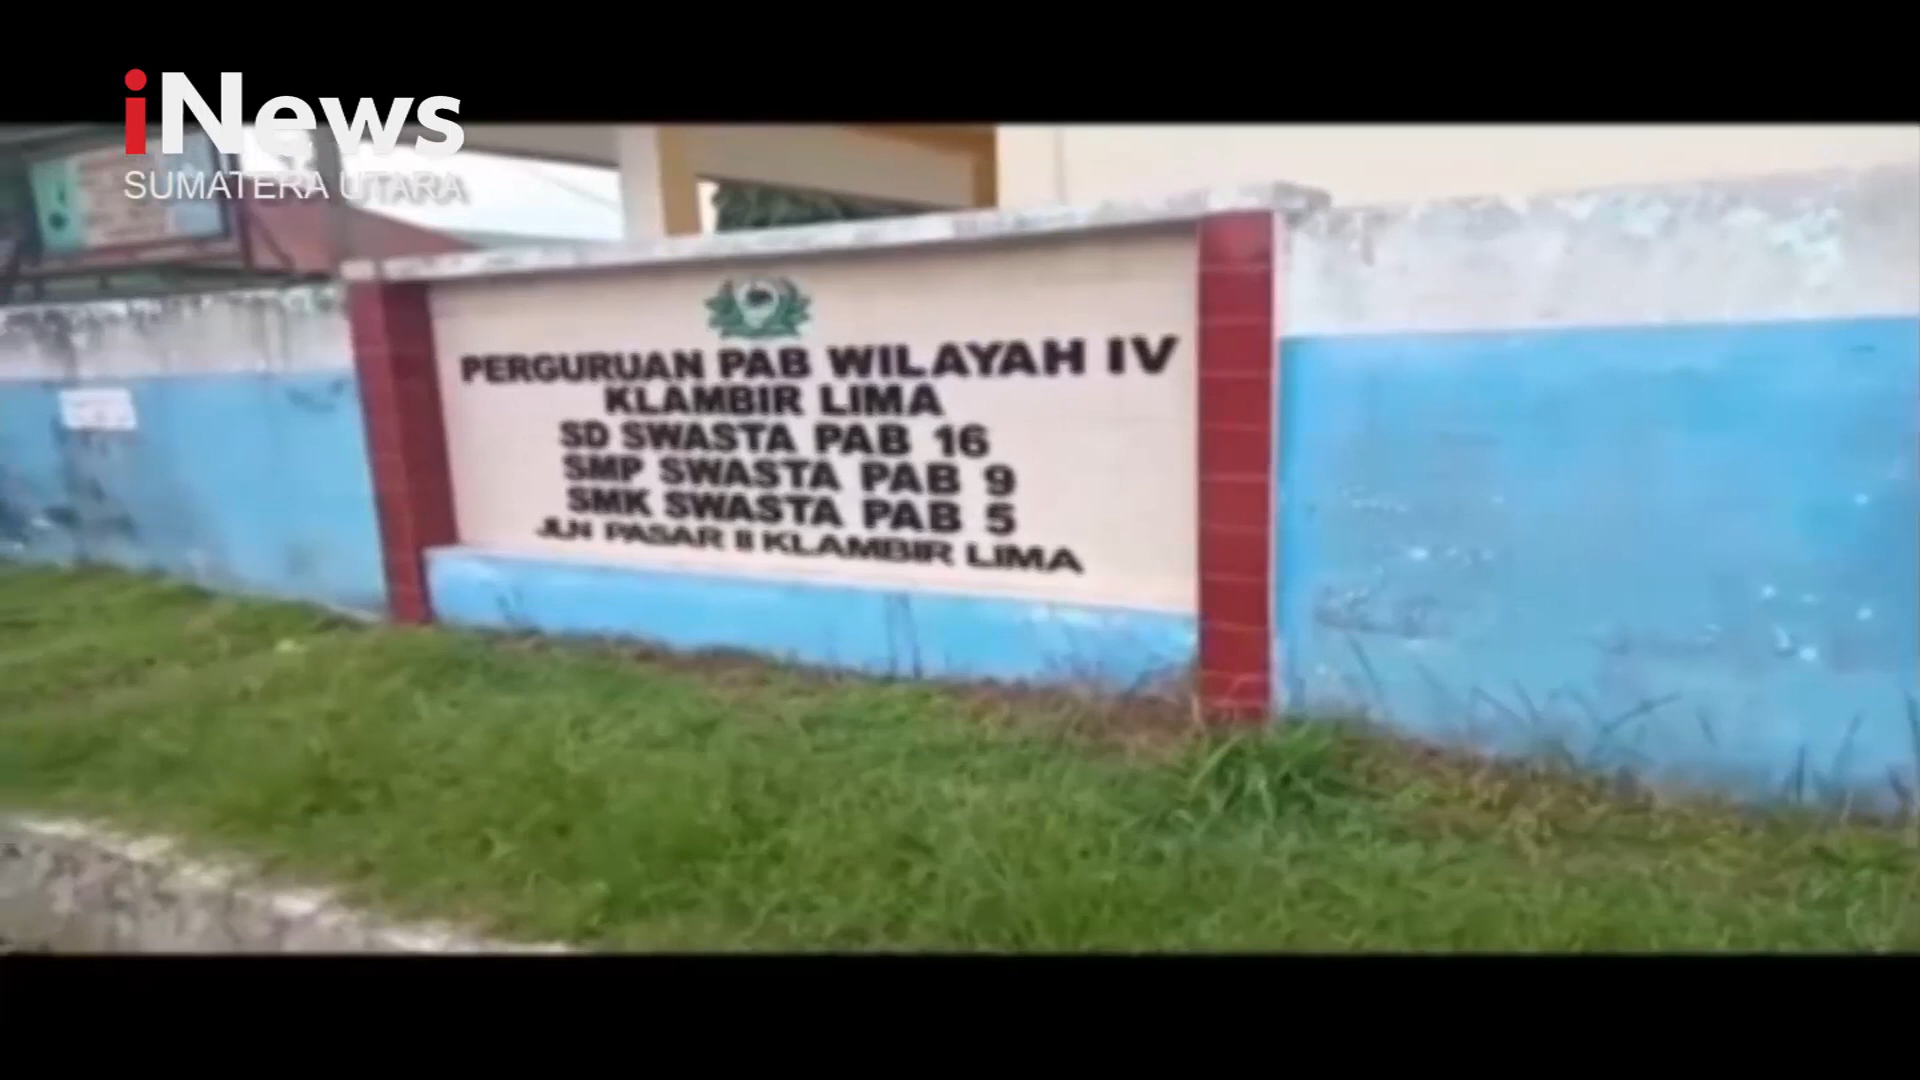 iNews
SUMATERA UTARA
PERGURUAN PAB WILAYAH IV
KLAMBIR LIMA
SD SWASTA PAB 16
SMP SWASTA PAB 9
SMK SWASTA PAB 5
JLN PASAR II KLAMBIR LIMA